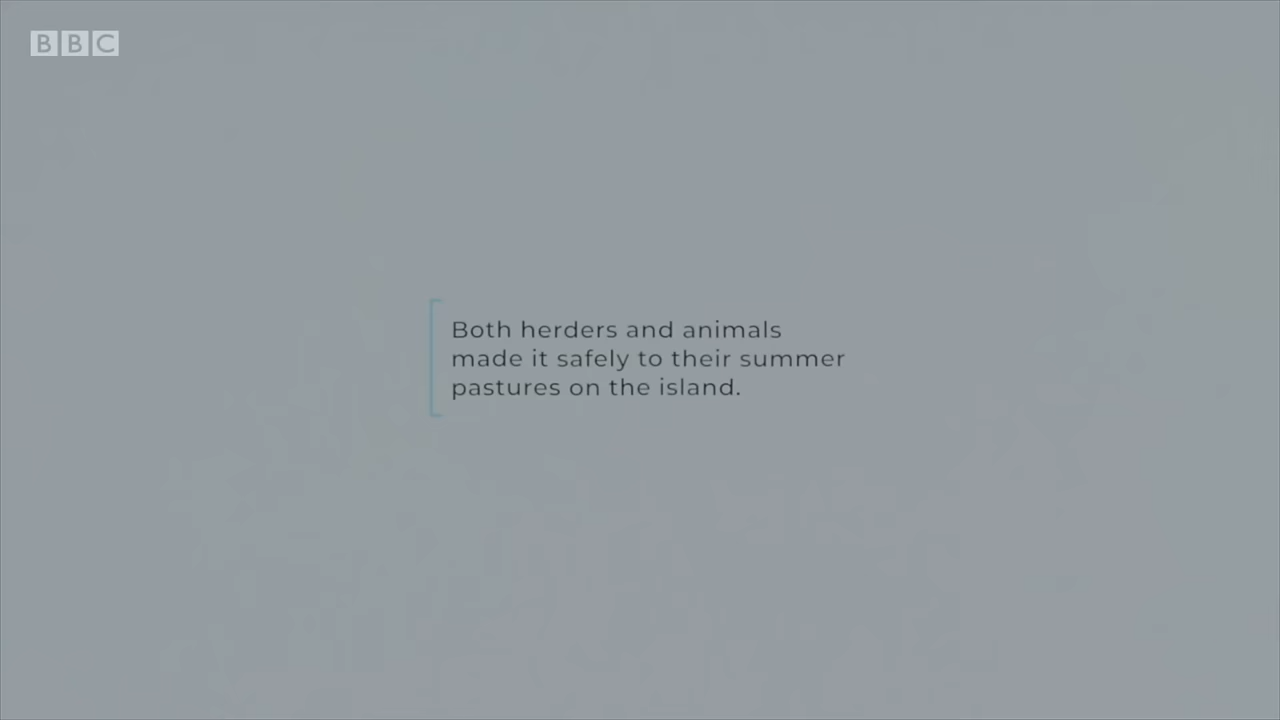 BBC
Both herders and animals
made it safely to their summer
pastures on the island.